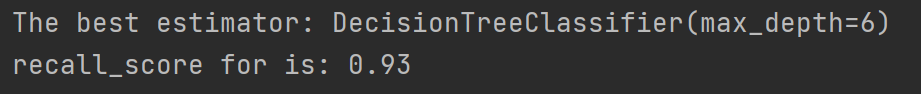 The best estimator: DecisionTreeClassifier(max_depth=6)
recall_score for is: 0.93